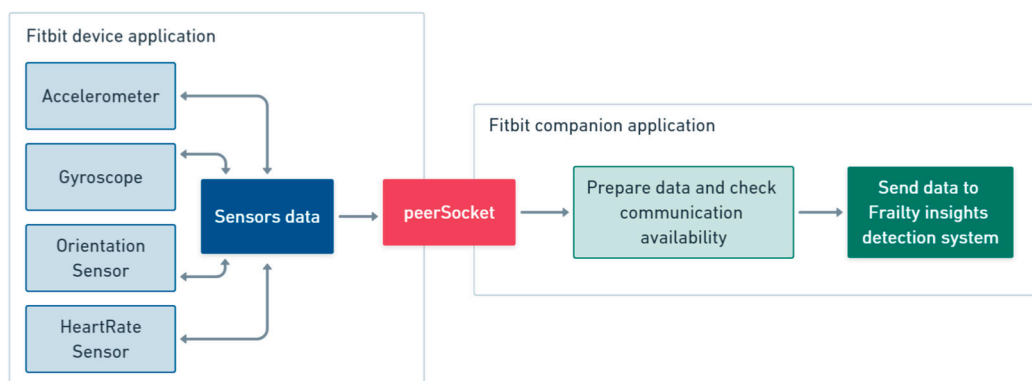 Fitbit device application
Accelerometer
Gyroscope
Orientation
Sensor
HeartRate
Sensor
Sensors data
peerSocket
Fitbit companion application
Prepare data and check
communication
availability
Send data to
Frailty insights
detection system